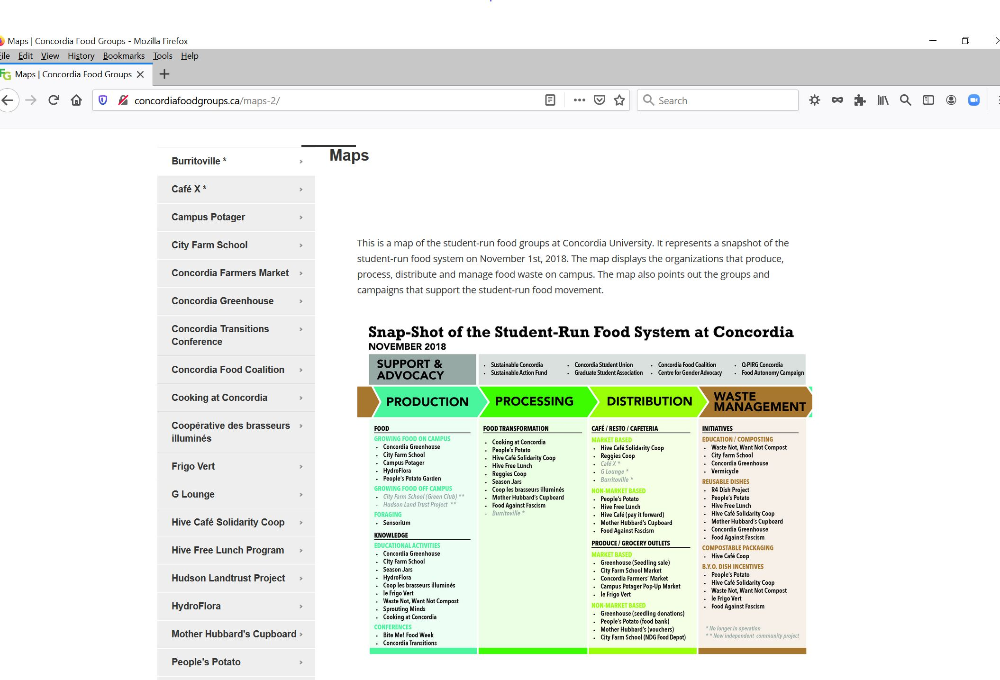 Maps | Concordia Food Groups - Mozilla Firefox
File Edit View History Bookmarks Tools Help
FG Maps | Concordia Food Groups
concordiafoodgroups.ca/maps-2/
Search
Burritoville *
Café X *
Campus Potager
City Farm School
Concordia Farmers Market
Concordia Greenhouse
Concordia Transitions
Conference
Concordia Food Coalition
Cooking at Concordia
Coopérative des brasseurs
illuminés
Frigo Vert
G Lounge
Hive Café Solidarity Coop
Hive Free Lunch Program
Hudson Landtrust Project
HydroFlora
Mother Hubbard’s Cupboard
People’s Potato
Maps
This is a map of the student-run food groups at Concordia University. It represents a snapshot of the
student-run food system on November 1st, 2018. The map displays the organizations that produce,
process, distribute and manage food waste on campus. The map also points out the groups and
campaigns that support the student-run food movement.
Snap-Shot of the Student-Run Food System at Concordia
NOVEMBER 2018
SUPPORT &
ADVOCACY
• Sustainable Concordia
• Sustainable Action Fund
• Concordia Student Union
• Graduate Student Association
• Concordia Food Coalition
• Centre for Gender Advocacy
• Q-PIRG Concordia
• Food Autonomy Campaign
PRODUCTION
FOOD
GROWING FOOD ON CAMPUS
• Concordia Greenhouse
• City Farm School
• Campus Potager
• HydroFlora
• People’s Potato Garden
GROWING FOOD OFF CAMPUS
• City Farm School (Green Club) **
• Hudson Land Trust Project **
FORAGING
• Sensorium
KNOWLEDGE
EDUCATIONAL ACTIVITIES
• Concordia Greenhouse
• City Farm School
• Season Jars
• HydroFlora
• Coop les brasseurs illuminés
• le Frigo Vert
• Waste Not, Want Not Compost
• Sprouting Minds
• Cooking at Concordia
CONFERENCES
• Bite Me! Food Week
• Concordia Transitions
PROCESSING
FOOD TRANSFORMATION
• Cooking at Concordia
• People’s Potato
• Hive Café Solidarity Coop
• Hive Free Lunch
• Reggies Coop
• Season Jars
• Coop les brasseurs illuminés
• Mother Hubbard’s Cupboard
• Food Against Fascism
• Burritoville *
DISTRIBUTION
CAFÉ / RESTO / CAFETERIA
MARKET BASED
• Hive Café Solidarity Coop
• Reggies Coop
• Café X *
• G Lounge *
• Burritoville *
NON-MARKET BASED
• People’s Potato
• Hive Free Lunch
• Hive Café (pay it forward)
• Mother Hubbard’s Cupboard
• Food Against Fascism
PRODUCE / GROCERY OUTLETS
MARKET BASED
• Greenhouse (Seedling sale)
• City Farm School Market
• Concordia Farmers’ Market
• Campus Potager Pop-Up Market
• le Frigo Vert
NON-MARKET BASED
• Greenhouse (seedling donations)
• People’s Potato (food bank)
• Mother Hubbard’s (vouchers)
• City Farm School (NDG Food Depot)
WASTE
MANAGEMENT
INITIATIVES
EDUCATION / COMPOSTING
• Waste Not, Want Not Compost
• City Farm School
• Concordia Greenhouse
• Vermicycle
REUSABLE DISHES
• R4 Dish Project
• People’s Potato
• Hive Free Lunch
• Hive Café Solidarity Coop
• Mother Hubbard’s Cupboard
• Concordia Greenhouse
• Food Against Fascism
COMPOSTABLE PACKAGING
• Hive Café Coop
B.Y.O. DISH INCENTIVES
• People’s Potato
• Hive Café Solidarity Coop
• Waste Not, Want Not Compost
• le Frigo Vert
• Food Against Fascism
* No longer in operation
** Now independent community project